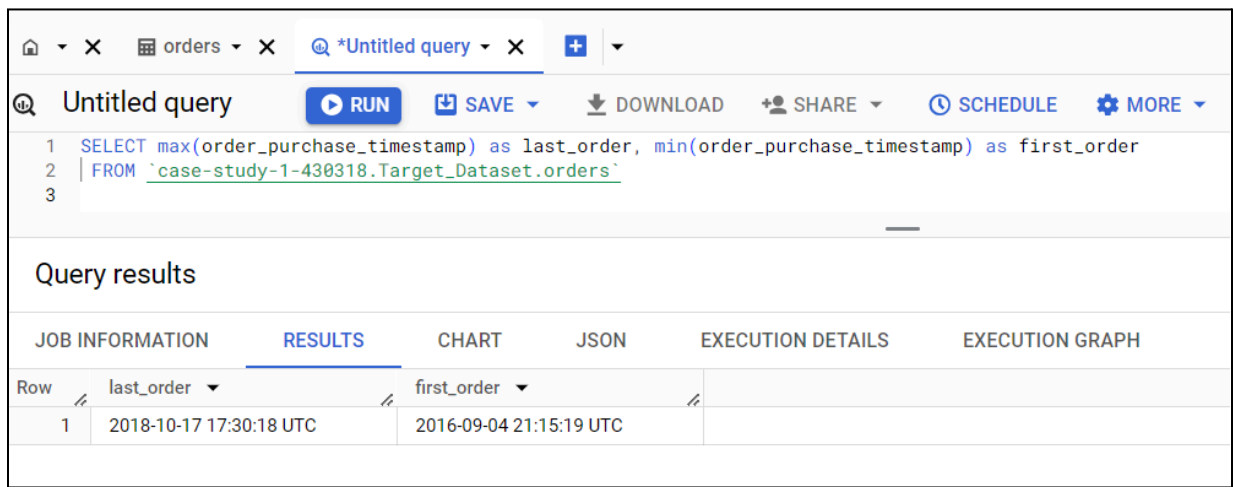 orders *Untitled query
Untitled query RUN SAVE DOWNLOAD SHARE SCHEDULE MORE
1 SELECT max(order_purchase_timestamp) as last_order, min(order_purchase_timestamp) as first_order
2 FROM `case-study-1-430318.Target_Dataset.orders`
3
Query results
JOB INFORMATION RESULTS CHART JSON EXECUTION DETAILS EXECUTION GRAPH
Row last_order first_order
1 2018-10-17 17:30:18 UTC 2016-09-04 21:15:19 UTC